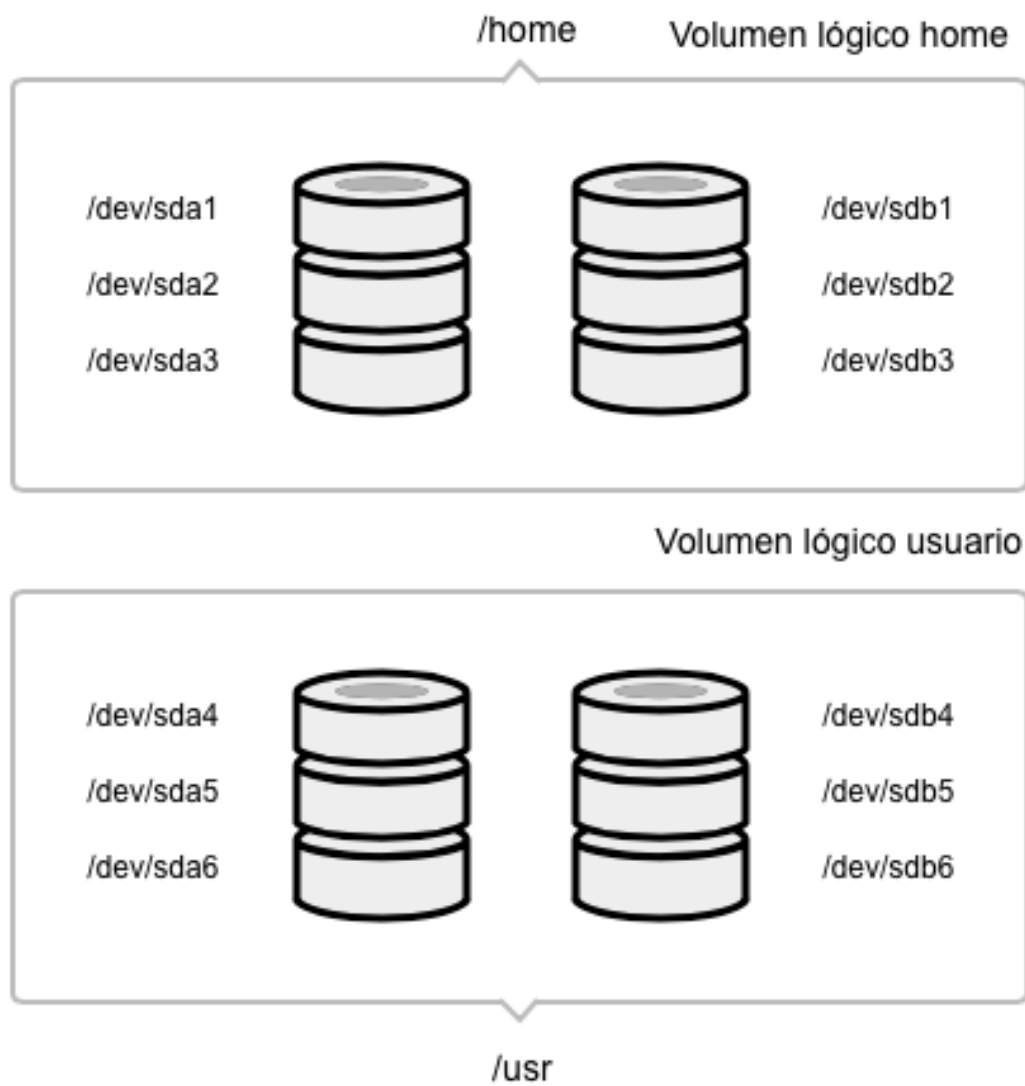 /home
Volumen lógico home
/dev/sda1
/dev/sdb1
/dev/sda2
/dev/sdb2
/dev/sda3
/dev/sdb3
Volumen lógico usuario
/dev/sda4
/dev/sdb4
/dev/sda5
/dev/sdb5
/dev/sda6
/dev/sdb6
/usr